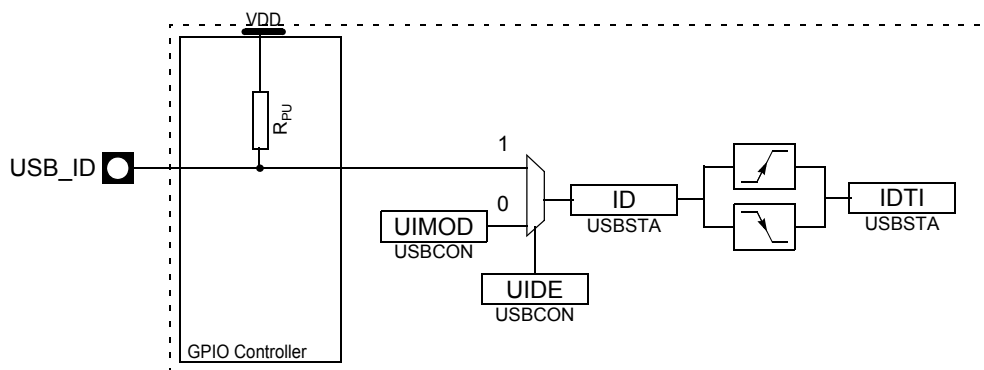 VDD
RPU
USB_ID
1
0
UIMOD
USBCON
UIDE
USBCON
ID
USBSTA
IDTI
USBSTA
GPIO Controller